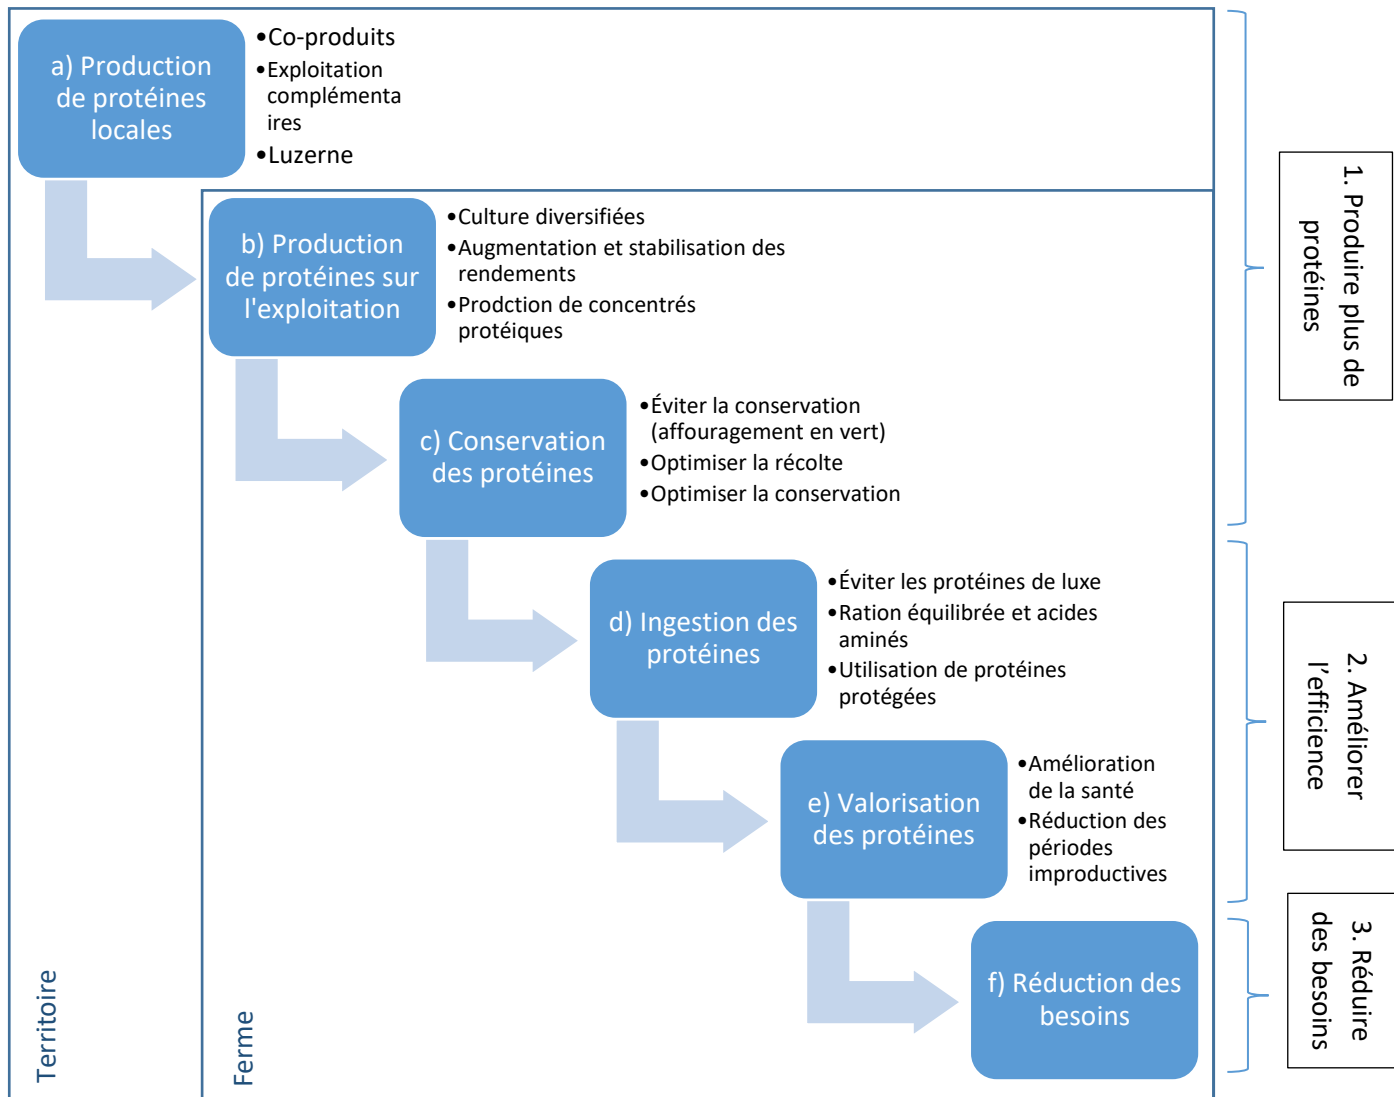 a) Production
de protéines
locales
•Co-produits
•Exploitation
complémenta
ires
•Luzerne
b) Production
de protéines sur
l'exploitation
•Culture diversifiées
•Augmentation et stabilisation des
rendements
•Prodction de concentrés
protéiques
c) Conservation
des protéines
•Éviter la conservation
(affouragement en vert)
•Optimiser la récolte
•Optimiser la conservation
d) Ingestion des
protéines
•Éviter les protéines de luxe
•Ration équilibrée et acides
aminés
•Utilisation de protéines
protégées
e) Valorisation
des protéines
•Amélioration
de la santé
•Réduction des
périodes
improductives
f) Réduction des
besoins
Territoire
Ferme
1. Produire plus de
protéines
2. Améliorer
l’efficience
3. Réduire
des besoins